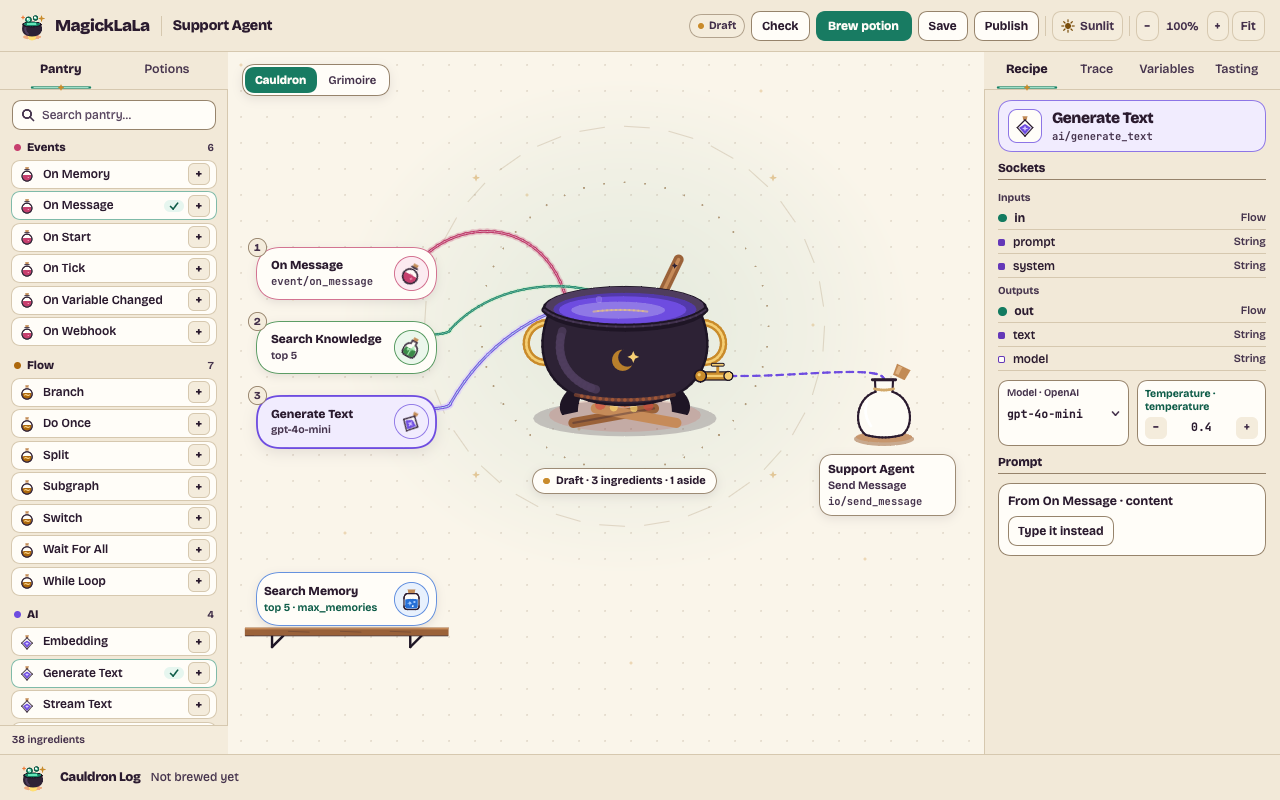 MagickLaLa
Support Agent
Draft
Check
Brew potion
Save
Publish
Sunlit
−
100%
+
Fit
Pantry
Potions
Search pantry...
Events 6
On Memory +
On Message +
On Start +
On Tick +
On Variable Changed +
On Webhook +
Flow 7
Branch +
Do Once +
Split +
Subgraph +
Switch +
Wait For All +
While Loop +
AI 4
Embedding +
Generate Text +
Stream Text +
38 ingredients
Cauldron
Grimoire
1
On Message
event/on_message
2
Search Knowledge
top 5
3
Generate Text
gpt-4o-mini
Draft · 3 ingredients · 1 aside
Support Agent
Send Message
io/send_message
Search Memory
top 5 · max_memories
Recipe
Trace
Variables
Tasting
Generate Text
ai/generate_text
Sockets
Inputs
in Flow
prompt String
system String
Outputs
out Flow
text String
model String
Model · OpenAI
gpt-4o-mini
Temperature ·
temperature
− 0.4 +
Prompt
From On Message · content
Type it instead
Cauldron Log Not brewed yet